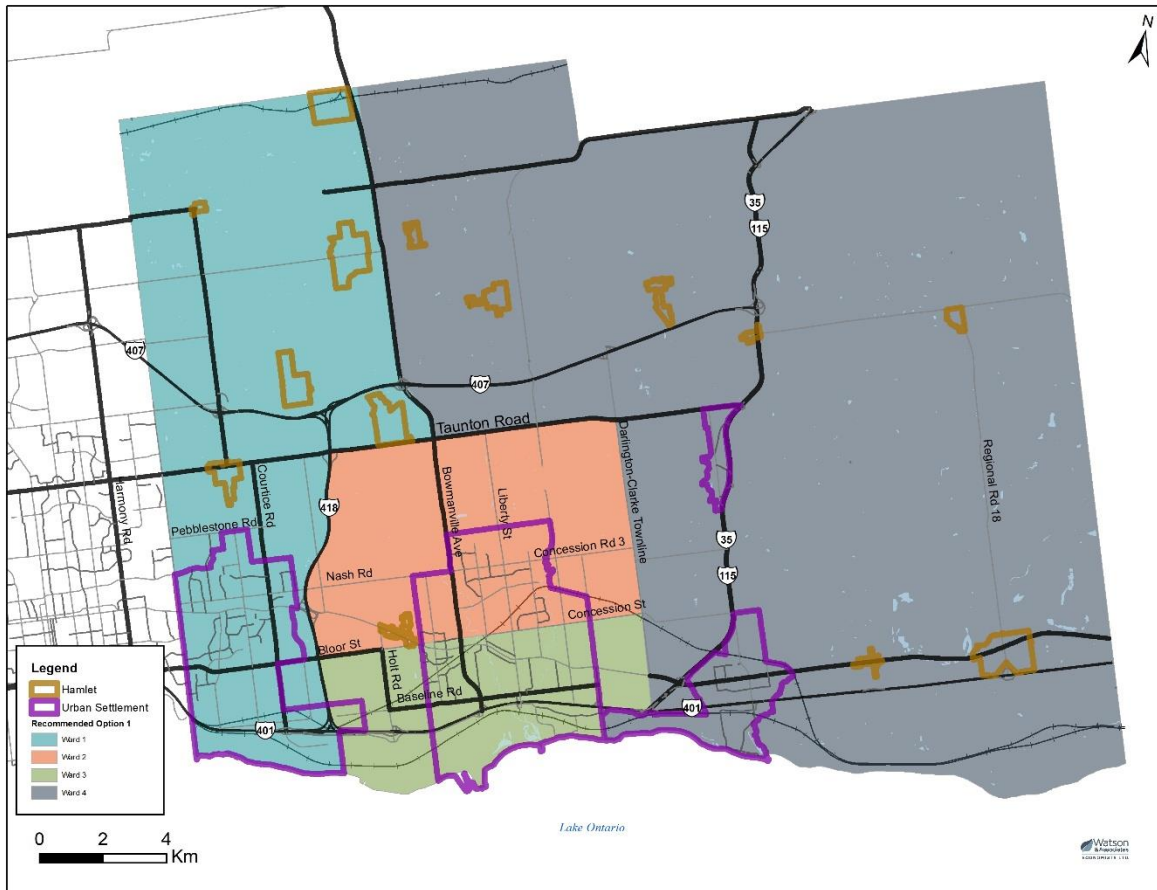 N
35
115
407
407
Taunton Road
Harmony Rd
Courtice Rd
418
Bowmanville Ave
Liberty St
Darlington-Clarke Townline
Regional Rd 18
Pebblestone Rd
Nash Rd
Concession Rd 3
35
115
Concession St
Bloor St
Holt Rd
Baseline Rd
401
401
Legend
Hamlet
Urban Settlement
Recommended Option 1
Ward 1
Ward 2
Ward 3
Ward 4
0 2 4
Km
Lake Ontario
Watson
& Associates
ECONOMISTS LTD.